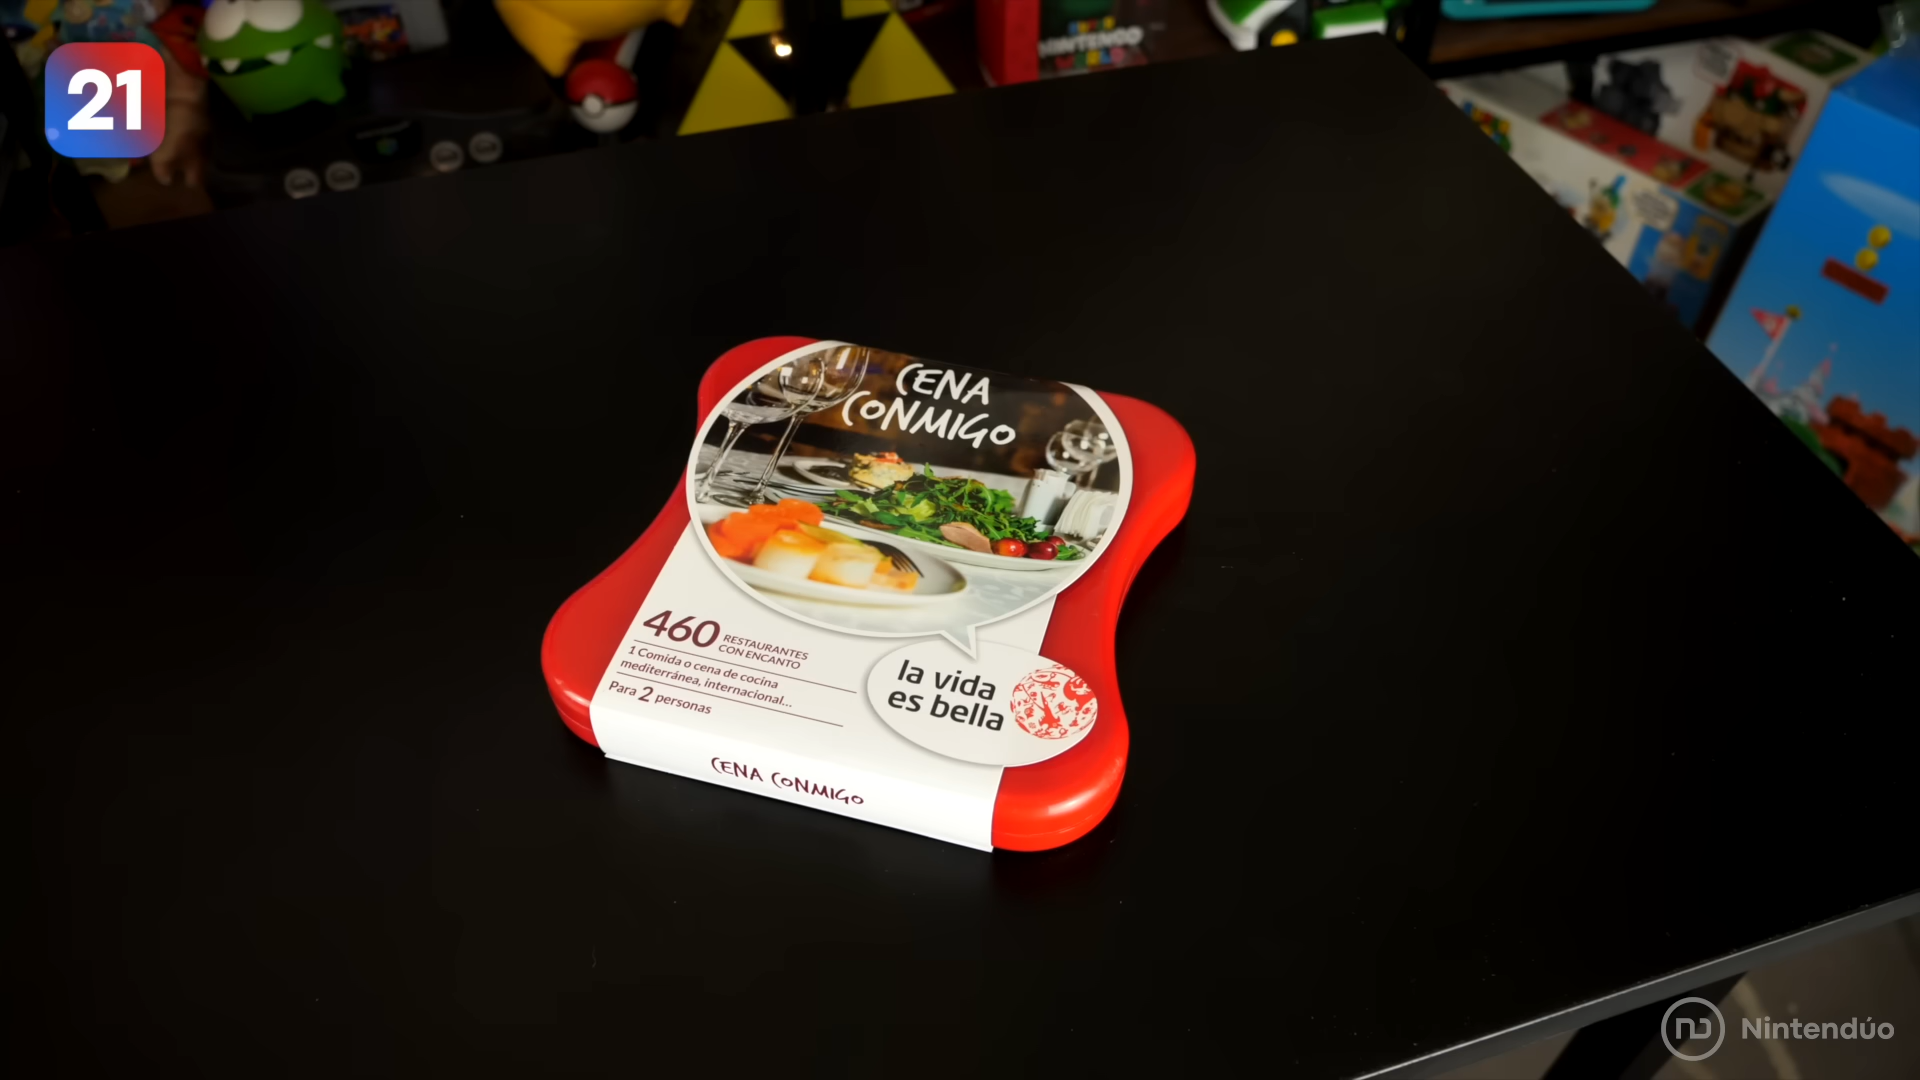 21
NINTENDO
CENA
CONMIGO
460 RESTAURANTES
CON ENCANTO
1 Comida o cena de cocina
mediterránea, internacional...
Para 2 personas
la vida
es bella
CENA CONMIGO
Nintendúo